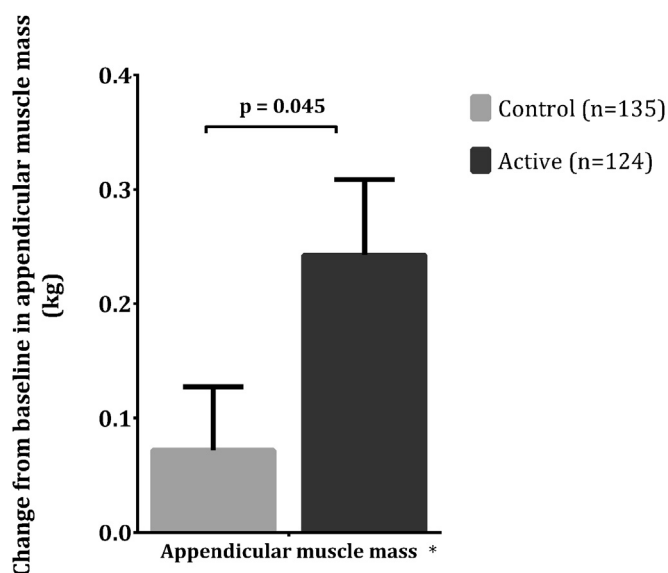 Change from baseline in appendicular muscle mass
(kg)
0.4
0.3
0.2
0.1
0.0
p = 0.045
Control (n=135)
Active (n=124)
Appendicular muscle mass *